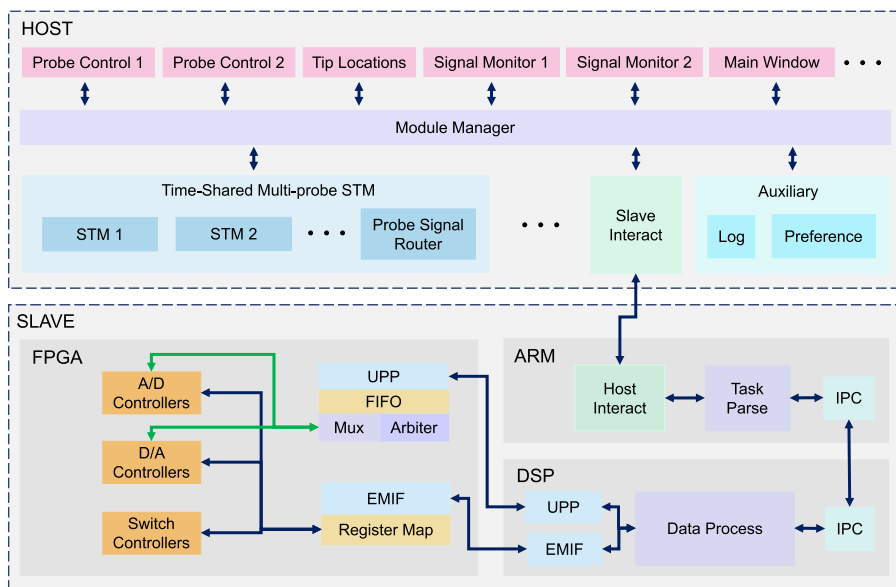 HOST
Probe Control 1
Probe Control 2
Tip Locations
Signal Monitor 1
Signal Monitor 2
Main Window
Module Manager
Time-Shared Multi-probe STM
STM 1
STM 2
Probe Signal
Router
Slave
Interact
Auxiliary
Log
Preference
SLAVE
FPGA
A/D
Controllers
D/A
Controllers
Switch
Controllers
UPP
FIFO
Mux
Arbiter
EMIF
Register Map
ARM
Host
Interact
Task
Parse
IPC
DSP
UPP
EMIF
Data Process
IPC